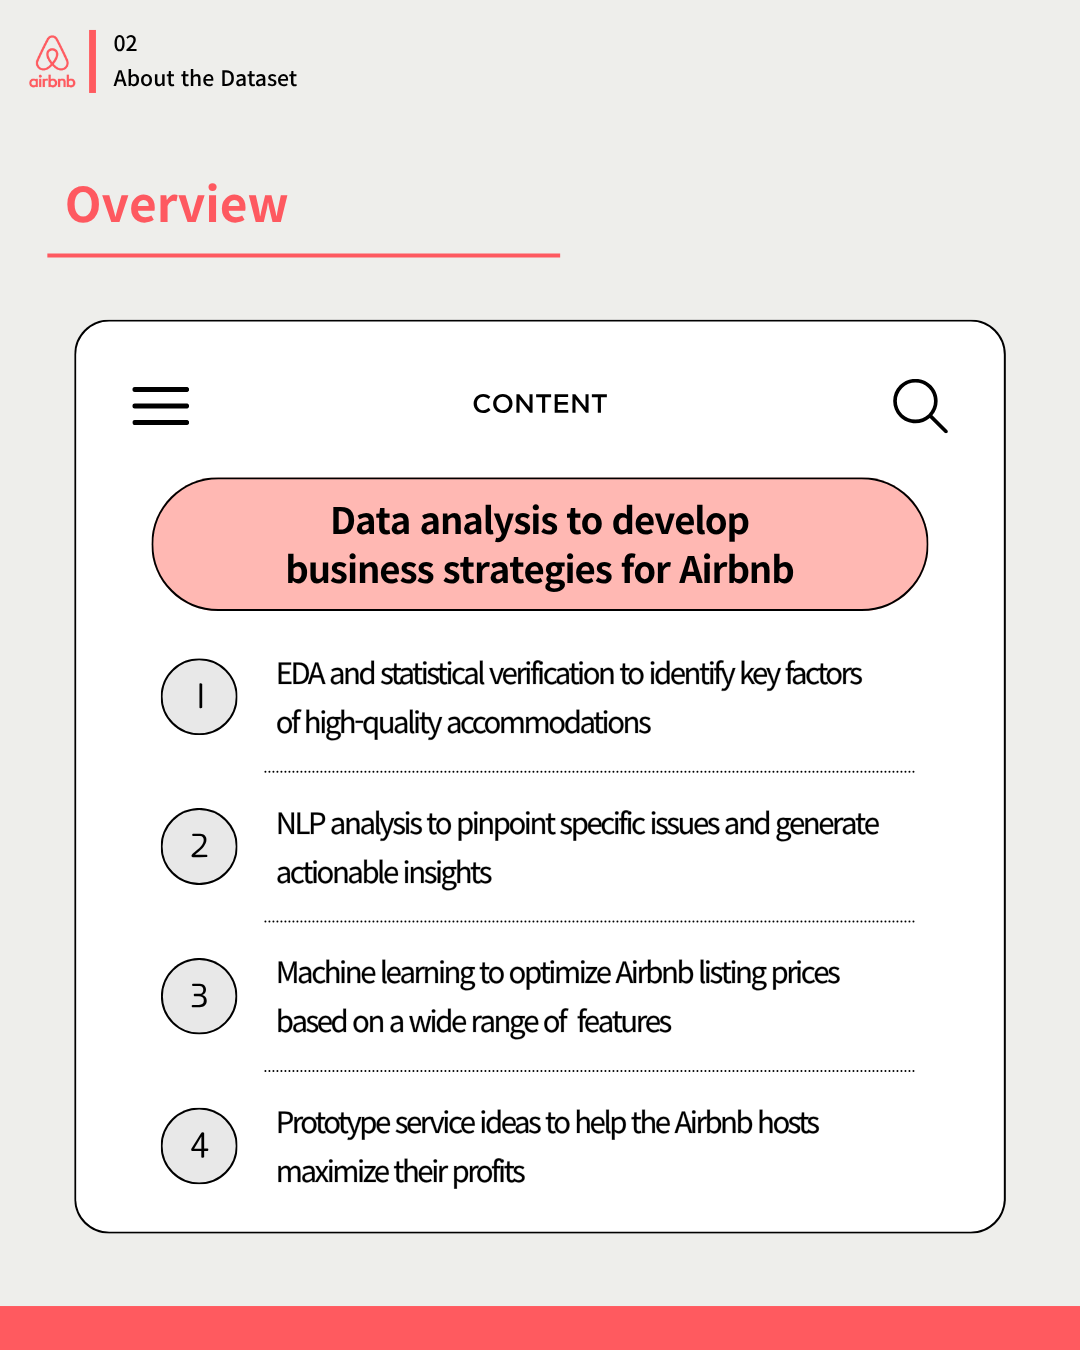 airbnb
02
About the Dataset
Overview
CONTENT
Data analysis to develop
business strategies for Airbnb
1
EDA and statistical verification to identify key factors
of high-quality accommodations
2
NLP analysis to pinpoint specific issues and generate
actionable insights
3
Machine learning to optimize Airbnb listing prices
based on a wide range of features
4
Prototype service ideas to help the Airbnb hosts
maximize their profits